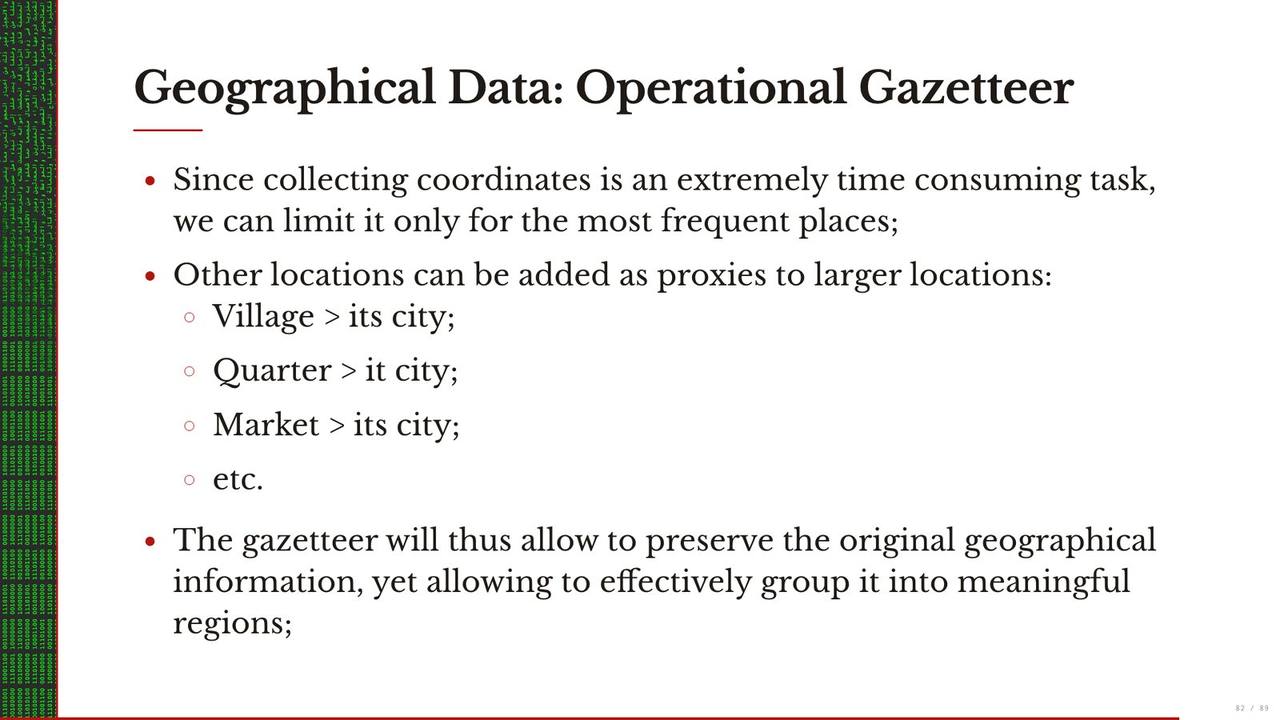 Geographical Data: Operational Gazetteer
• Since collecting coordinates is an extremely time consuming task,
we can limit it only for the most frequent places;
• Other locations can be added as proxies to larger locations:
○ Village > its city;
○ Quarter > it city;
○ Market > its city;
○ etc.
• The gazetteer will thus allow to preserve the original geographical
information, yet allowing to effectively group it into meaningful
regions;
82 / 89